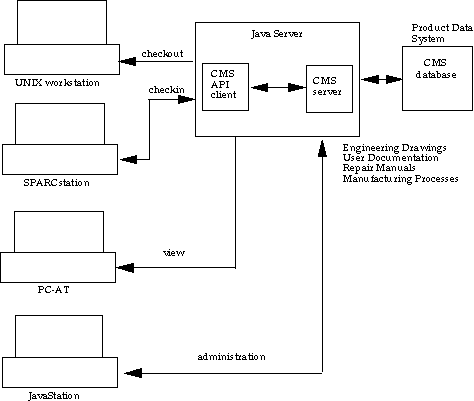 Java Server
Product Data
System
checkout
CMS
API
client
CMS
server
CMS
database
UNIX workstation
checkin
Engineering Drawings
User Documentation
Repair Manuals
Manufacturing Processes
SPARCstation
view
PC-AT
administration
JavaStation